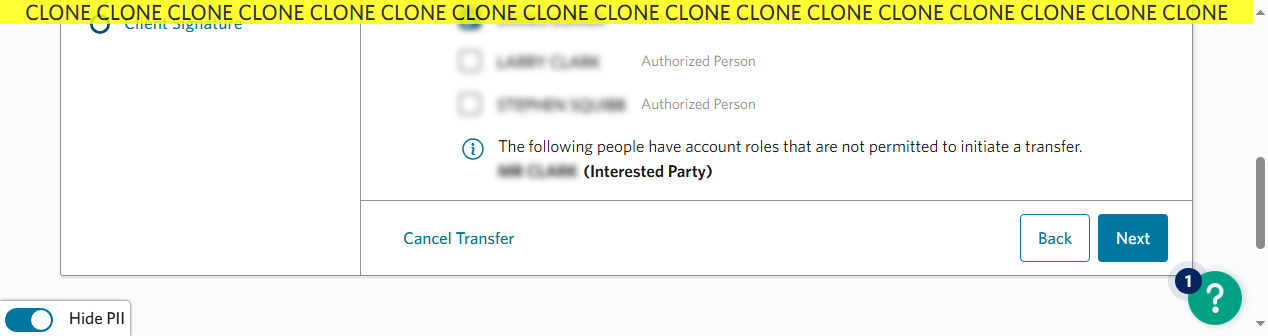 CLONE CLONE CLONE CLONE CLONE CLONE CLONE CLONE CLONE CLONE CLONE CLONE CLONE CLONE CLONE CLONE CLONE
Client Signature
LARRY CLARK Authorized Person
STEPHEN SQUIBB Authorized Person
The following people have account roles that are not permitted to initiate a transfer.
MR CLARK (Interested Party)
Cancel Transfer
Back
Next
1
?
Hide PII